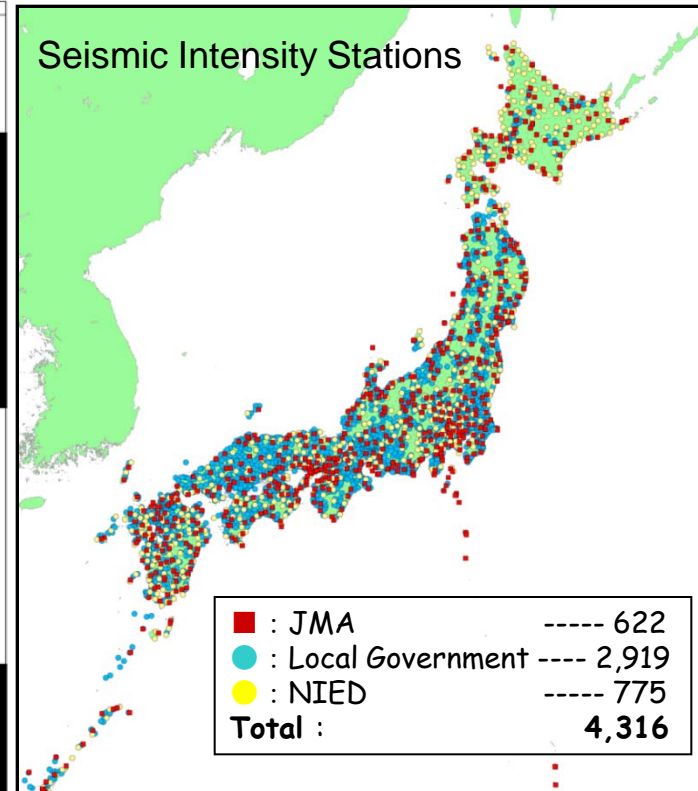 Seismic Intensity Stations
: JMA ----- 622
: Local Government ---- 2,919
: NIED ----- 775
Total : 4,316